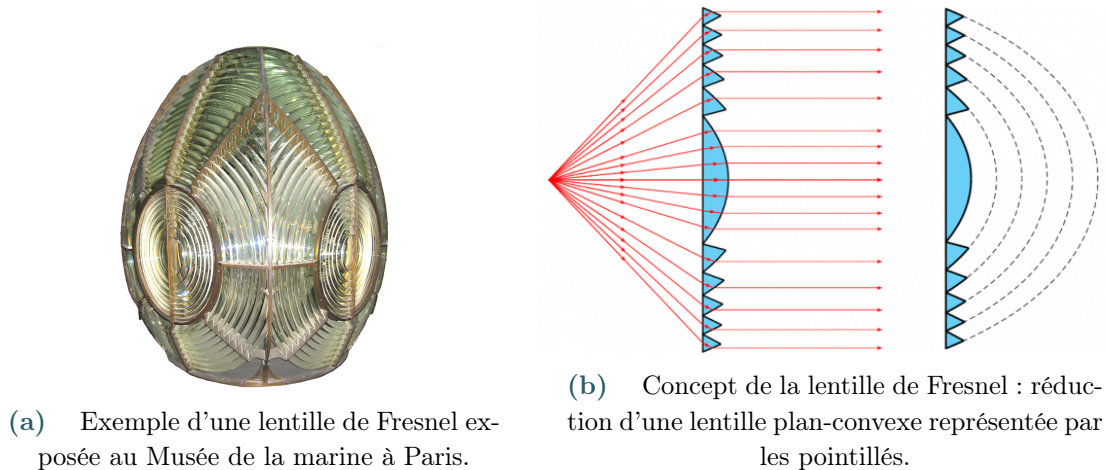 (a) Exemple d'une lentille de Fresnel ex-
posée au Musée de la marine à Paris.
(b) Concept de la lentille de Fresnel : réduc-
tion d'une lentille plan-convexe représentée par
les pointillés.